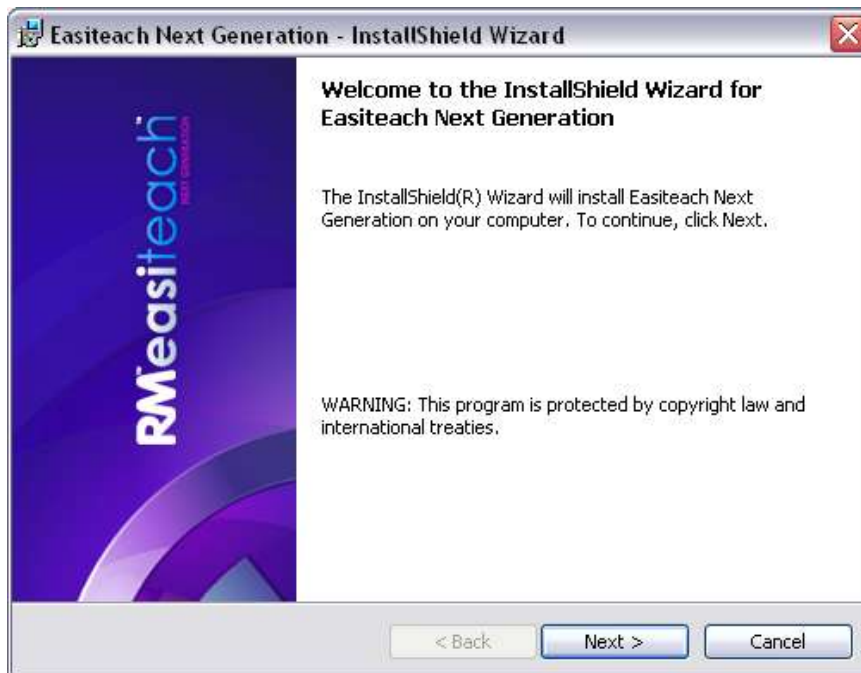 Easiteach Next Generation - InstallShield Wizard
RM easiteach
NEXT GENERATION
Welcome to the InstallShield Wizard for
Easiteach Next Generation
The InstallShield(R) Wizard will install Easiteach Next
Generation on your computer. To continue, click Next.
WARNING: This program is protected by copyright law and
international treaties.
< Back
Next >
Cancel